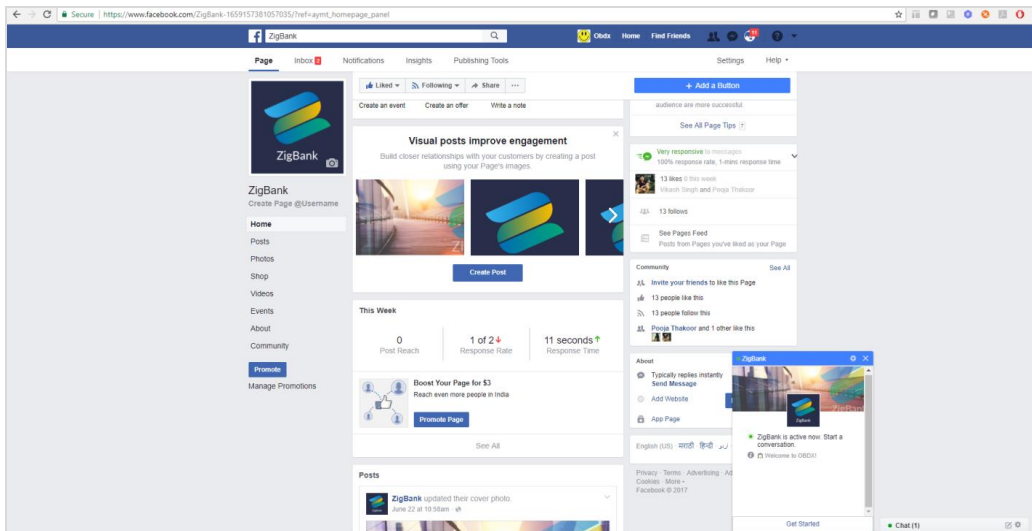 Secure https://www.facebook.com/ZigBank-1659157381057035/?ref=aymt_homepage_panel
ZigBank
Obdx Home Find Friends
Page Inbox 2 Notifications Insights Publishing Tools Settings Help
Liked Following Share ...
+ Add a Button
Create an event Create an offer Write a note
audience are more successful.
See All Page Tips ?
Visual posts improve engagement
Build closer relationships with your customers by creating a post
using your Page's images.
Create Post
ZigBank
ZigBank
Create Page @Username
Home
Posts
Photos
Shop
Videos
Events
About
Community
Promote
Manage Promotions
This Week
0 1 of 2 11 seconds
Post Reach Response Rate Response Time
Boost Your Page for $3
Reach even more people in India
Promote Page
See All
Posts
ZigBank updated their cover photo.
June 22 at 10:56am
Very responsive to messages
100% response rate, 1-mins response time
13 likes 0 this week
Vikash Singh and Pooja Thakoor
13 follows
See Pages Feed
Posts from Pages you've liked as your Page
Community See All
Invite your friends to like this Page
13 people like this
13 people follow this
Pooja Thakoor and 1 other like this
About
Typically replies instantly
Send Message
Add Website
App Page
English (US) · मराठी · हिन्दी
Privacy · Terms · Advertising
Cookies · More
Facebook © 2017
ZigBank
ZigBank
ZigBank is active now. Start a
conversation.
Welcome to OBDX!
Get Started
Chat (1)